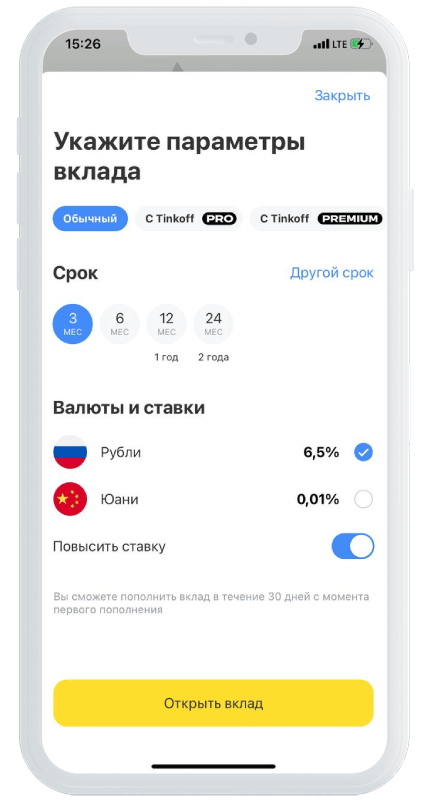 15:26 LTE
Закрыть
Укажите параметры
вклада
Обычный С Tinkoff PRO С Tinkoff PREMIUM
Срок Другой срок
3 6 12 24
МЕС МЕС МЕС МЕС
1 год 2 года
Валюты и ставки
Рубли 6,5%
Юани 0,01%
Повысить ставку
Вы сможете пополнить вклад в течение 30 дней с момента
первого пополнения
Открыть вклад